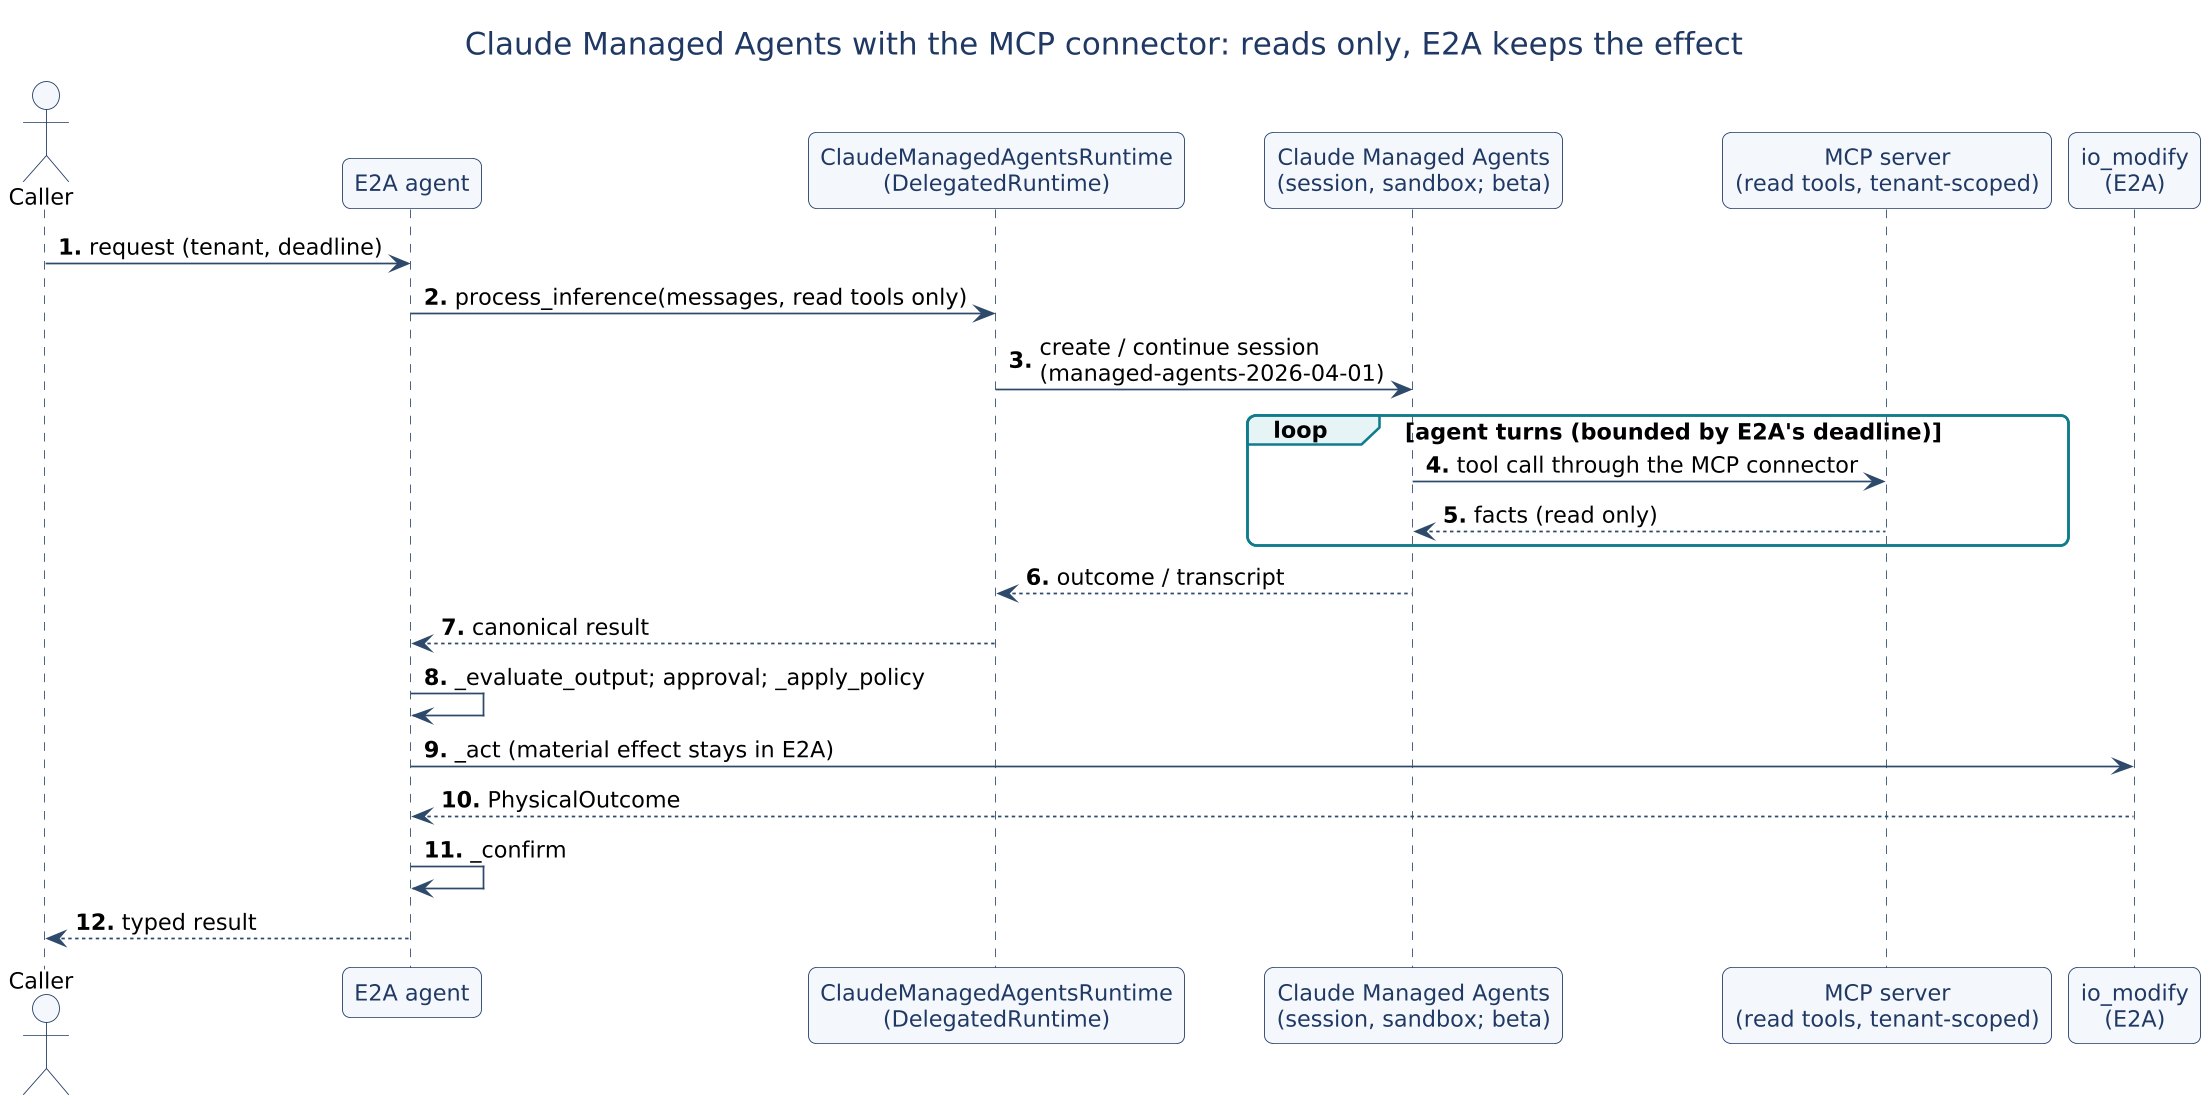 Claude Managed Agents with the MCP connector: reads only, E2A keeps the effect
Caller
E2A agent
ClaudeManagedAgentsRuntime
(DelegatedRuntime)
Claude Managed Agents
(session, sandbox; beta)
MCP server
(read tools, tenant-scoped)
io_modify
(E2A)
1. request (tenant, deadline)
2. process_inference(messages, read tools only)
3. create / continue session
(managed-agents-2026-04-01)
loop [agent turns (bounded by E2A's deadline)]
4. tool call through the MCP connector
5. facts (read only)
6. outcome / transcript
7. canonical result
8. _evaluate_output; approval; _apply_policy
9. _act (material effect stays in E2A)
10. PhysicalOutcome
11. _confirm
12. typed result
Caller
E2A agent
ClaudeManagedAgentsRuntime
(DelegatedRuntime)
Claude Managed Agents
(session, sandbox; beta)
MCP server
(read tools, tenant-scoped)
io_modify
(E2A)